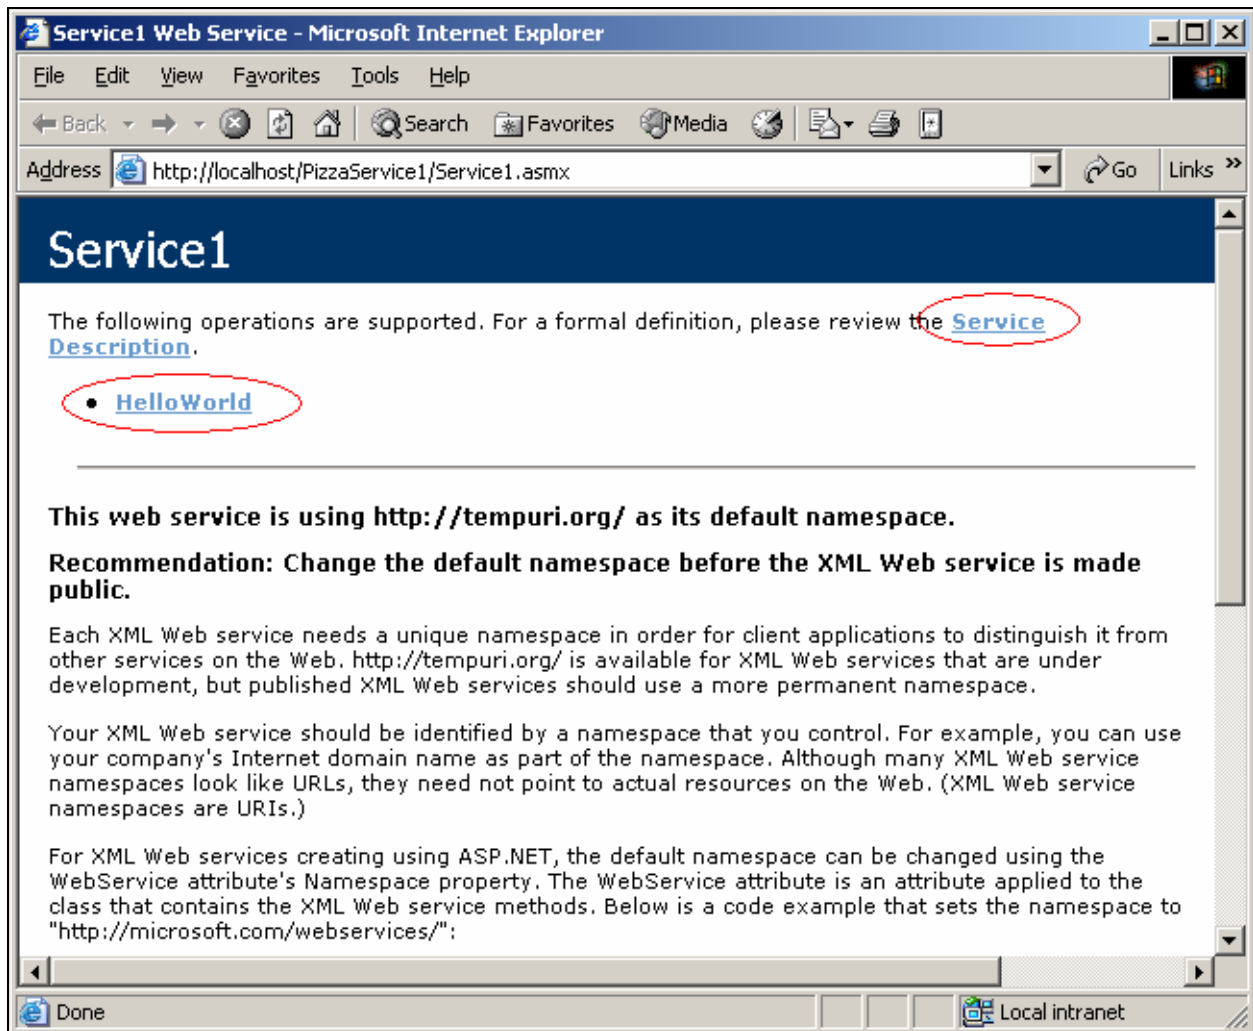 Service1 Web Service - Microsoft Internet Explorer
File Edit View Favorites Tools Help
Back Search Favorites Media
Address http://localhost/PizzaService1/Service1.asmx Go Links »
Service1
The following operations are supported. For a formal definition, please review the Service
Description.
• HelloWorld
This web service is using http://tempuri.org/ as its default namespace.
Recommendation: Change the default namespace before the XML Web service is made
public.
Each XML Web service needs a unique namespace in order for client applications to distinguish it from
other services on the Web. http://tempuri.org/ is available for XML Web services that are under
development, but published XML Web services should use a more permanent namespace.
Your XML Web service should be identified by a namespace that you control. For example, you can use
your company's Internet domain name as part of the namespace. Although many XML Web service
namespaces look like URLs, they need not point to actual resources on the Web. (XML Web service
namespaces are URIs.)
For XML Web services creating using ASP.NET, the default namespace can be changed using the
WebService attribute's Namespace property. The WebService attribute is an attribute applied to the
class that contains the XML Web service methods. Below is a code example that sets the namespace to
"http://microsoft.com/webservices/":
Done Local intranet